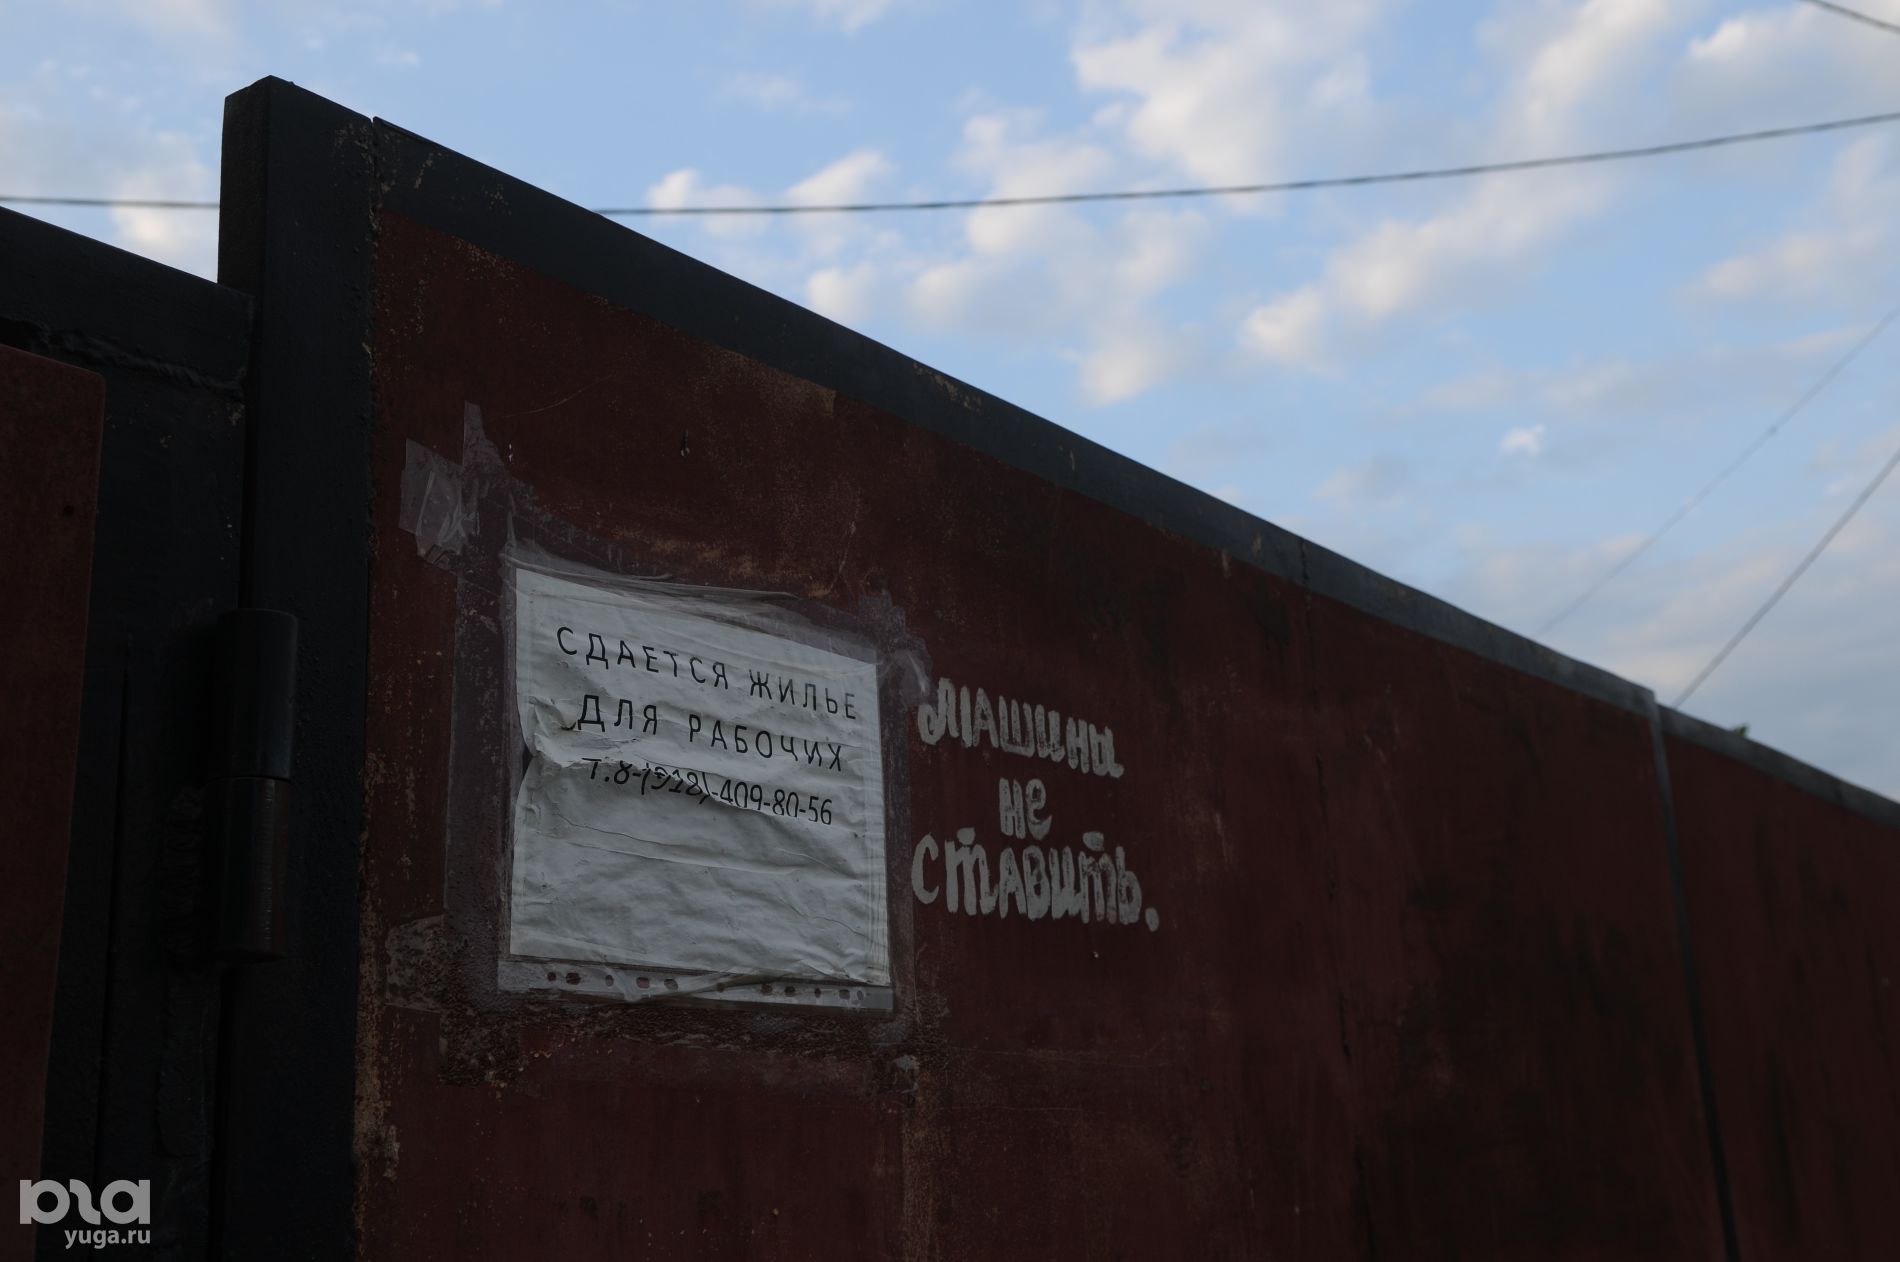 СДАЕТСЯ ЖИЛЬЕ
ДЛЯ РАБОЧИХ
Т.8-(918)-409-80-56
МАШИНЫ
не
СТАВИТЬ.
yuga.ru